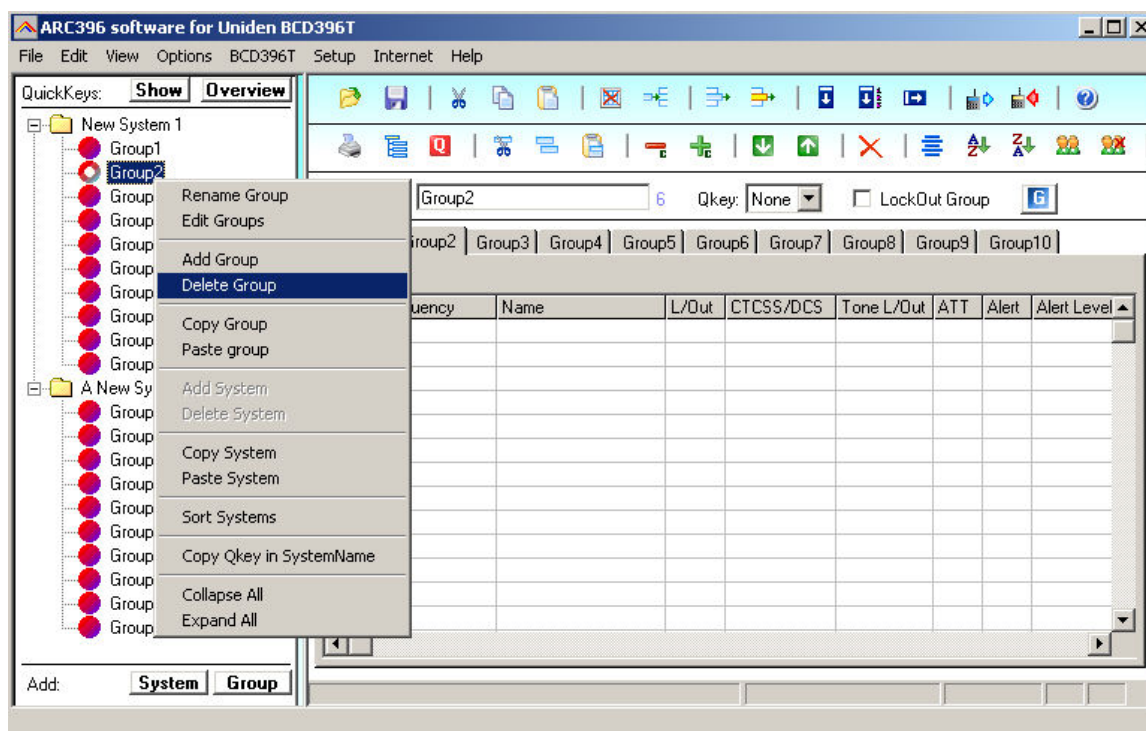 ARC396 software for Uniden BCD396T
File Edit View Options BCD396T Setup Internet Help
QuickKeys: Show Overview
New System 1
Group1
Group2
Group
Group
Group
Group
Group
Group
Group
Group
A New Sy
Group
Group
Group
Group
Group
Group
Group
Group
Group
Group
Add: System Group
Rename Group
Edit Groups
Add Group
Delete Group
Copy Group
Paste group
Add System
Delete System
Copy System
Paste System
Sort Systems
Copy Qkey in SystemName
Collapse All
Expand All
Group2 6 Qkey: None LockOut Group G
roup2 Group3 Group4 Group5 Group6 Group7 Group8 Group9 Group10
uency Name L/Out CTCSS/DCS Tone L/Out ATT Alert Alert Level